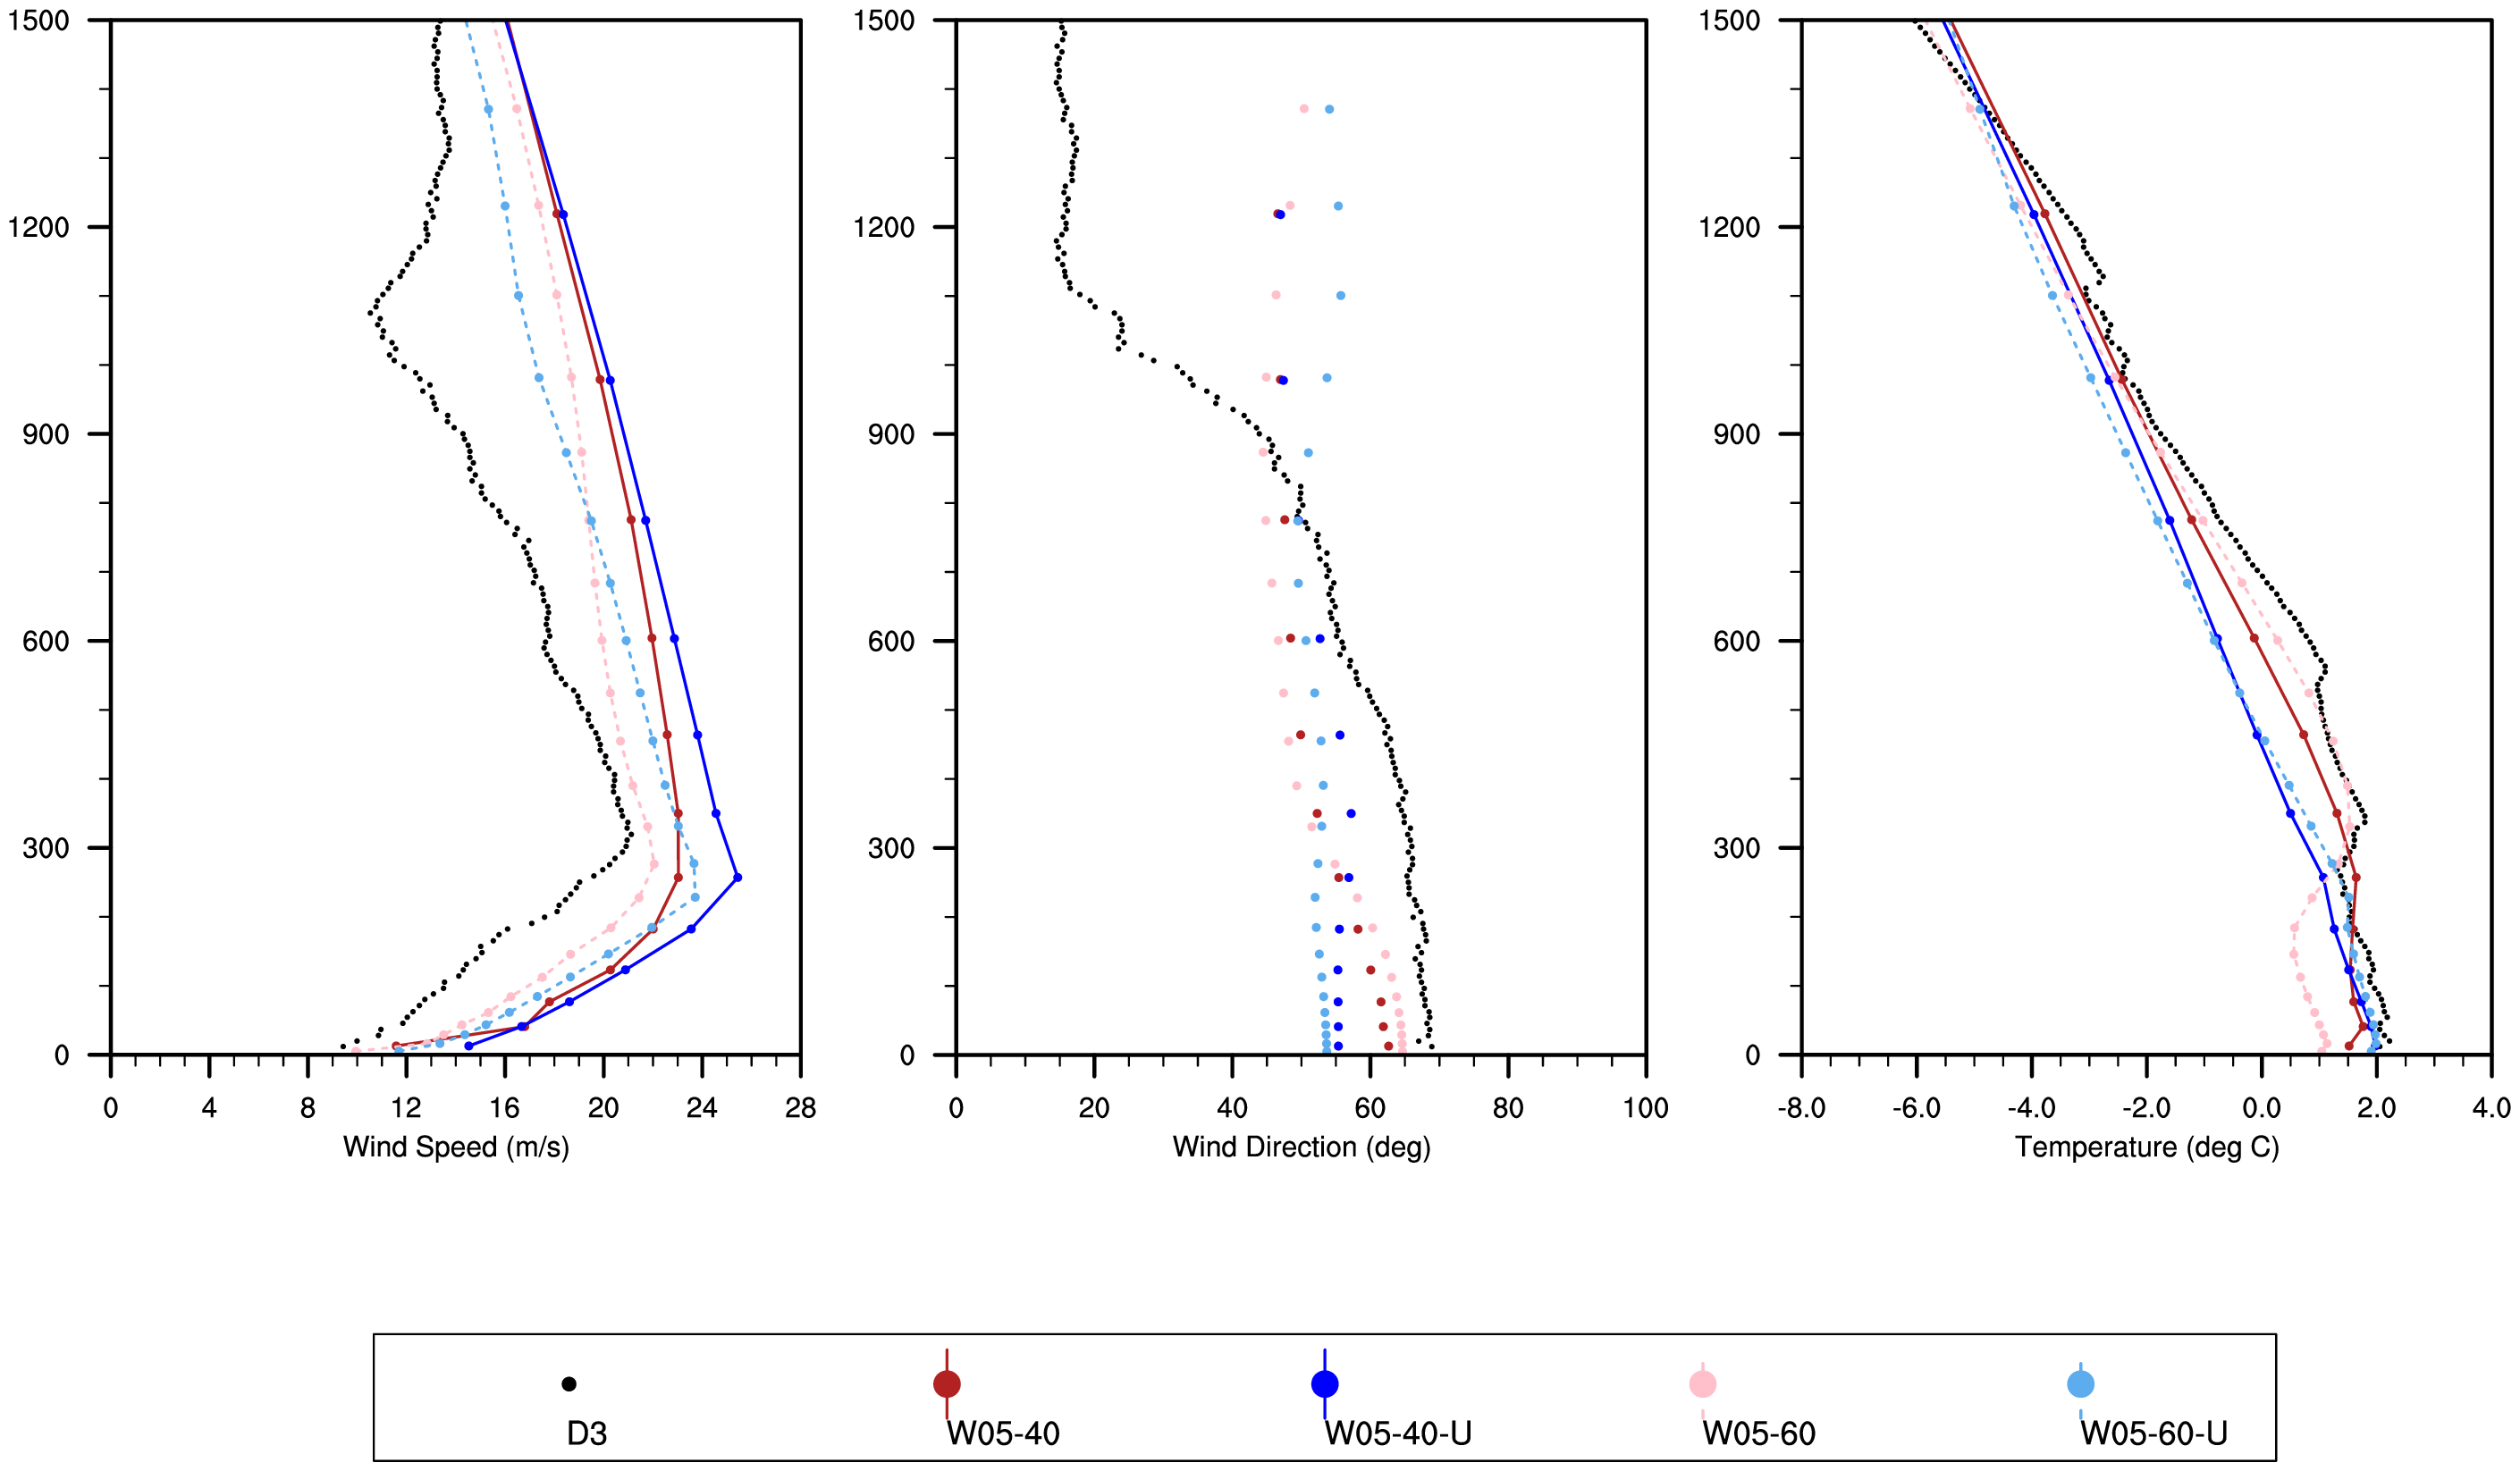 1500
1200
900
600
300
0
0 4 8 12 16 20 24 28
Wind Speed (m/s)
1500
1200
900
600
300
0
0 20 40 60 80 100
Wind Direction (deg)
1500
1200
900
600
300
0
-8.0 -6.0 -4.0 -2.0 0.0 2.0 4.0
Temperature (deg C)
D3 W05-40 W05-40-U W05-60 W05-60-U